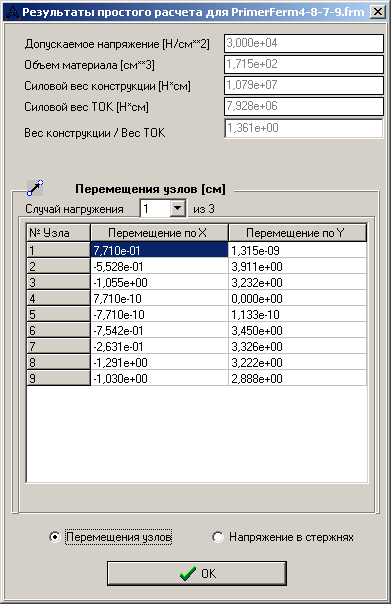 Результаты простого расчета для PrimerFerm4-8-7-9.frm
Допускаемое напряжение [Н/см**2] 3,000e+04
Объем материала [см**3] 1,715e+02
Силовой вес конструкции [Н*см] 1,079e+07
Силовой вес ТОК [Н*см] 7,928e+06
Вес конструкции / Вес ТОК 1,361e+00
Перемещения узлов [см]
Случай нагружения 1 из 3
№ Узла Перемещение по X Перемещение по Y
1 7,710e-01 1,315e-09
2 -5,528e-01 3,911e+00
3 -1,055e+00 3,232e+00
4 7,710e-10 0,000e+00
5 -7,710e-10 1,133e-10
6 -7,542e-01 3,450e+00
7 -2,631e-01 3,326e+00
8 -1,291e+00 3,222e+00
9 -1,030e+00 2,888e+00
Перемещения узлов Напряжение в стержнях
OK